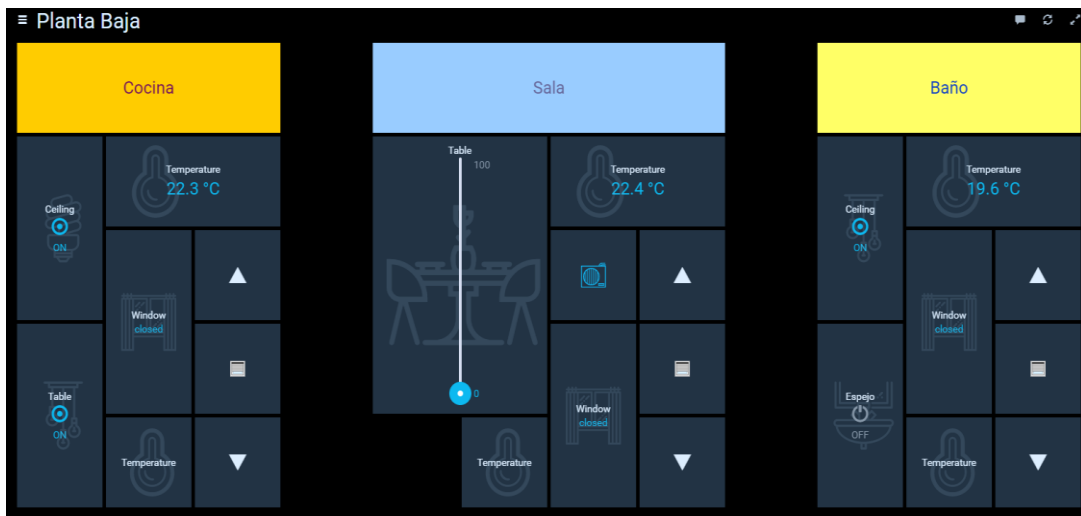 Planta Baja
Cocina
Ceiling
ON
Temperature
22.3 °C
Window
closed
Table
ON
Temperature
Sala
Table
100
0
Temperature
22.4 °C
Window
closed
Temperature
Baño
Ceiling
ON
Temperature
19.6 °C
Window
closed
Espejo
OFF
Temperature